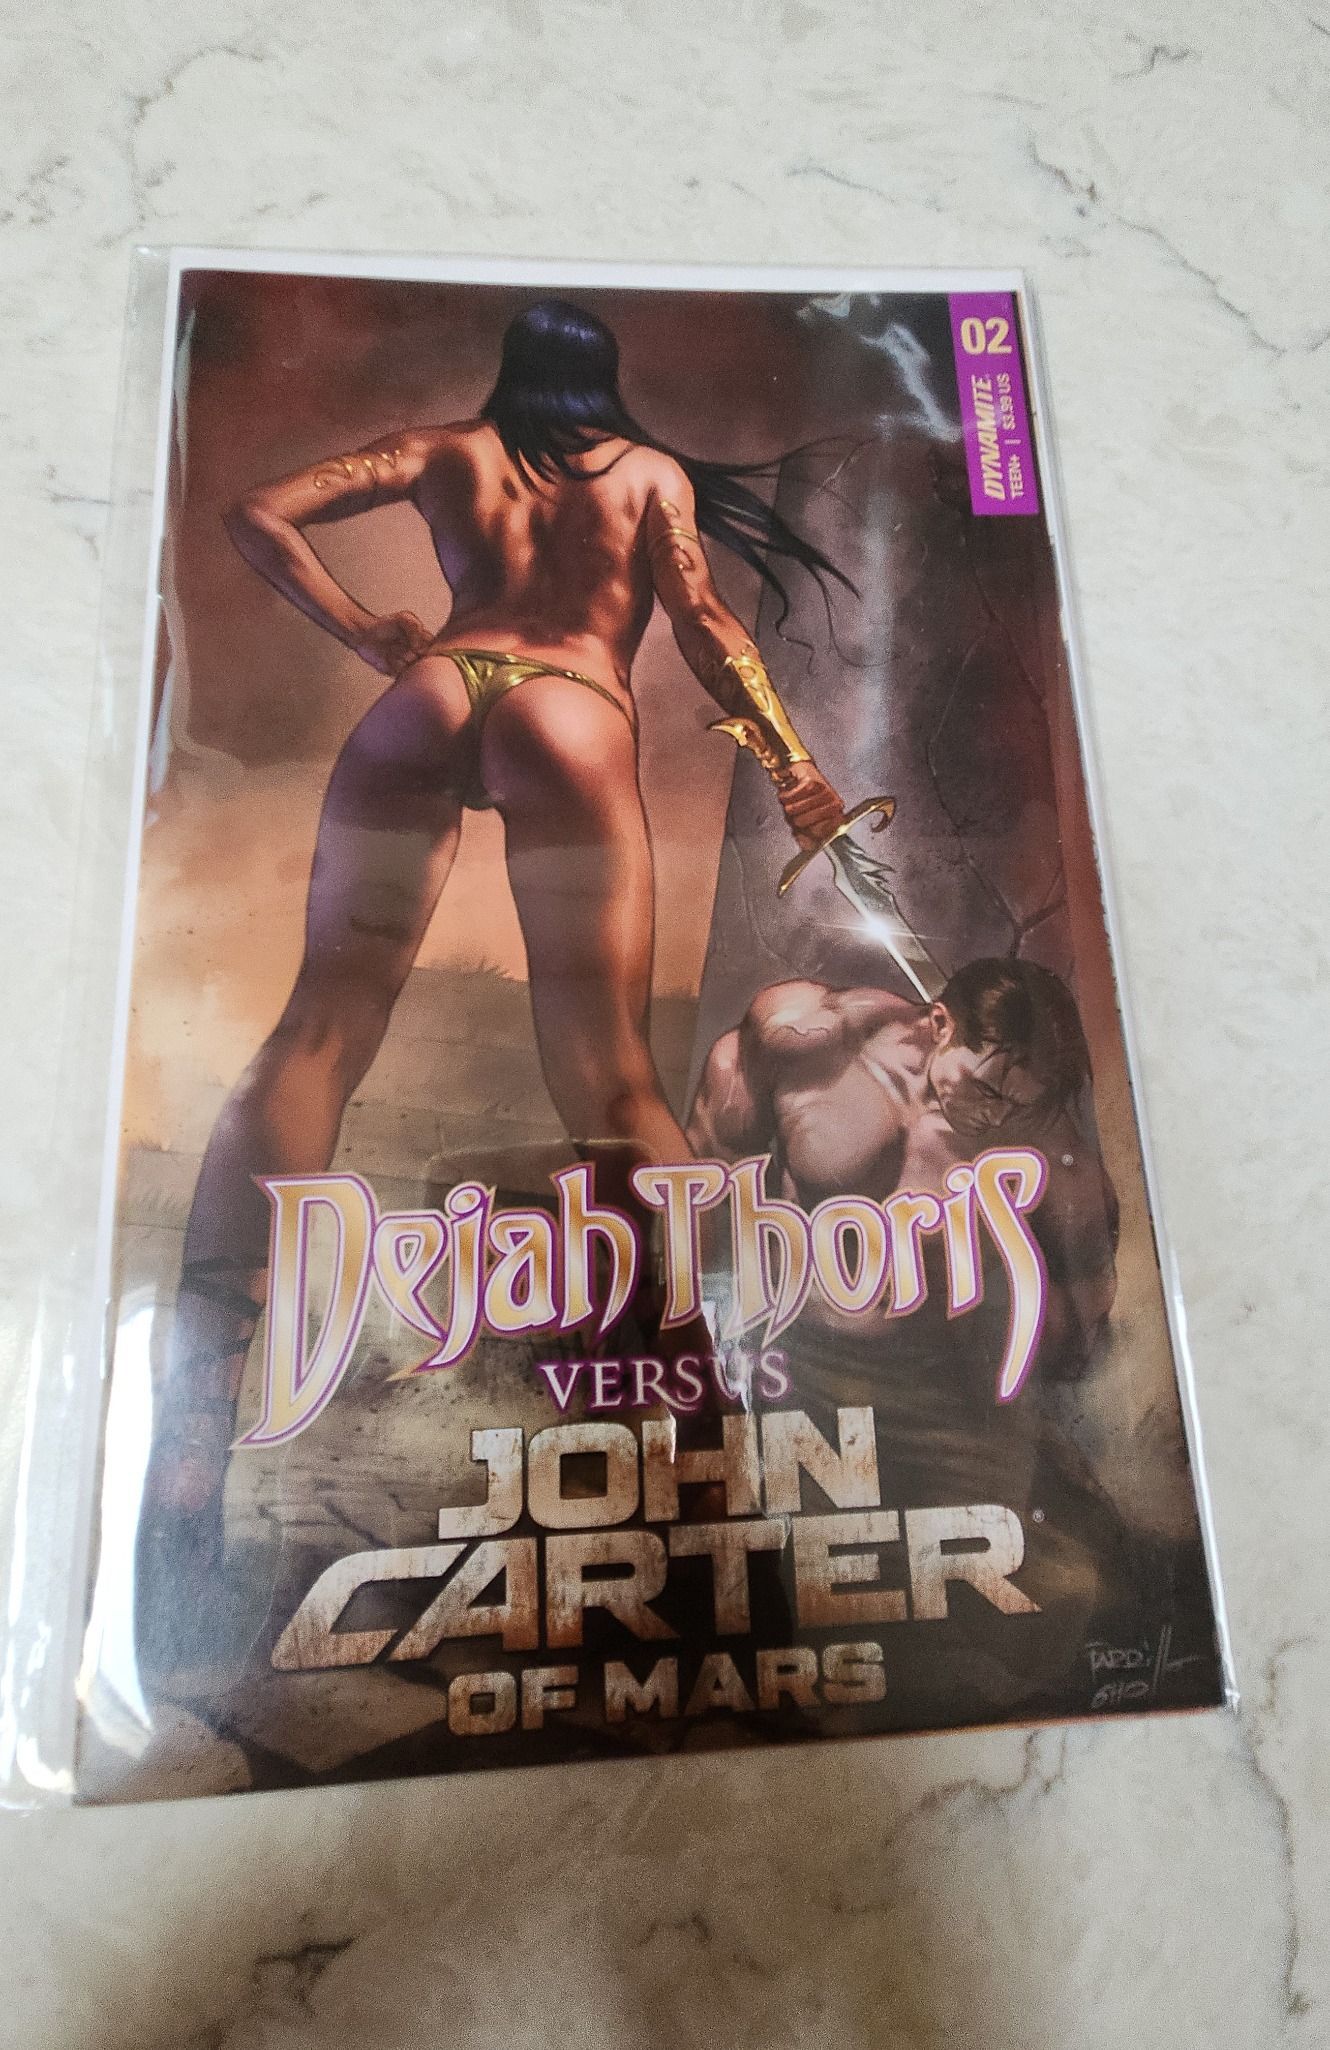 02
DYNAMITE
TEEN+ | $3.99 US
Dejah Thoris ®
VERSUS
JOHN
CARTER ®
OF MARS